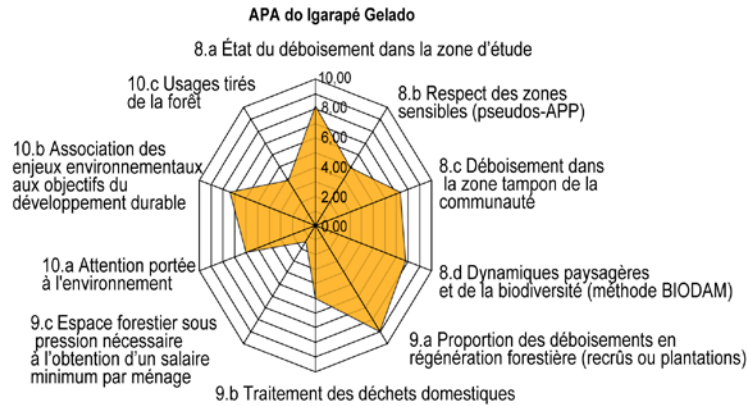 APA do Igarapé Gelado
8.a État du déboisement dans la zone d'étude
10.c Usages tirés
de la forêt
8.b Respect des zones
sensibles (pseudos-APP)
10.b Association des
enjeux environnementaux
aux objectifs du
développement durable
8.c Déboisement dans
la zone tampon de la
communauté
10.a Attention portée
à l'environnement
8.d Dynamiques paysagères
et de la biodiversité (méthode BIODAM)
9.c Espace forestier sous
pression nécessaire
à l'obtention d'un salaire
minimum par ménage
9.a Proportion des déboisements en
régénération forestière (recrûs ou plantations)
9.b Traitement des déchets domestiques
10,00
8,00
6,00
4,00
2,00
0,00